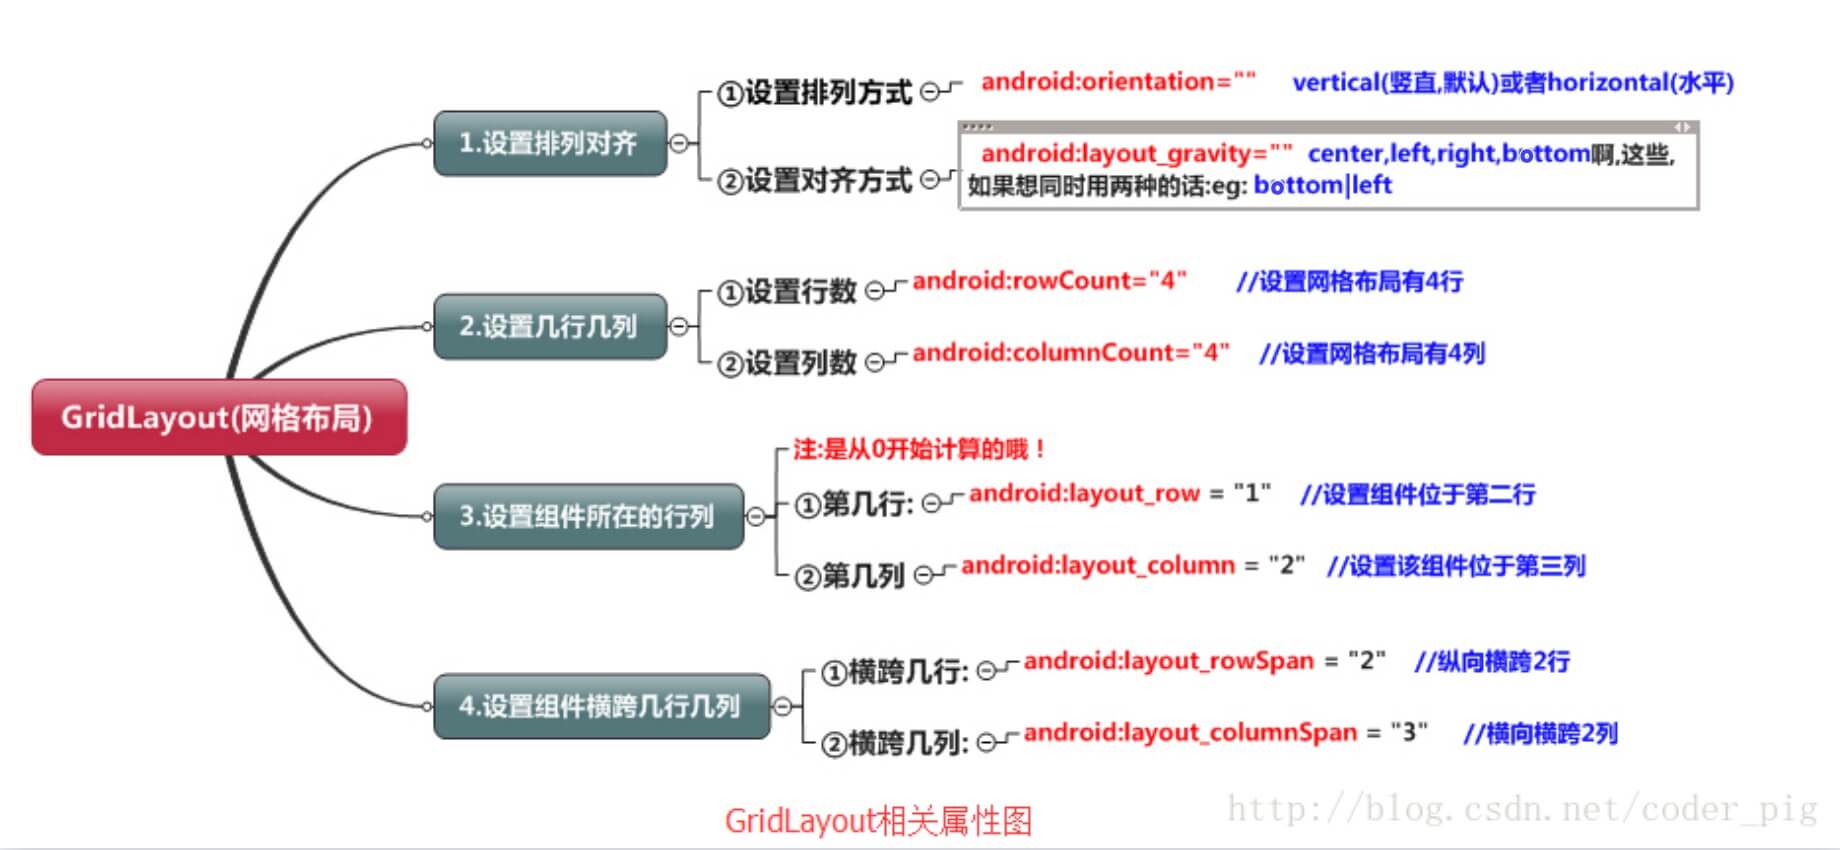 ①设置排列方式 android:orientation="" vertical(竖直,默认)或者horizontal(水平)
1.设置排列对齐
android:layout_gravity="" center,left,right,bottom啊,这些,
②设置对齐方式
如果想同时用两种的话:eg: bottom|left
①设置行数 android:rowCount="4" //设置网格布局有4行
2.设置几行几列
②设置列数 android:columnCount="4" //设置网格布局有4列
GridLayout(网格布局)
注:是从0开始计算的哦！
①第几行: android:layout_row = "1" //设置组件位于第二行
3.设置组件所在的行列
②第几列 android:layout_column = "2" //设置该组件位于第三列
①横跨几行: android:layout_rowSpan = "2" //纵向横跨2行
4.设置组件横跨几行几列
②横跨几列: android:layout_columnSpan = "3" //横向横跨2列
GridLayout相关属性图
http://blog.csdn.net/coder_pig